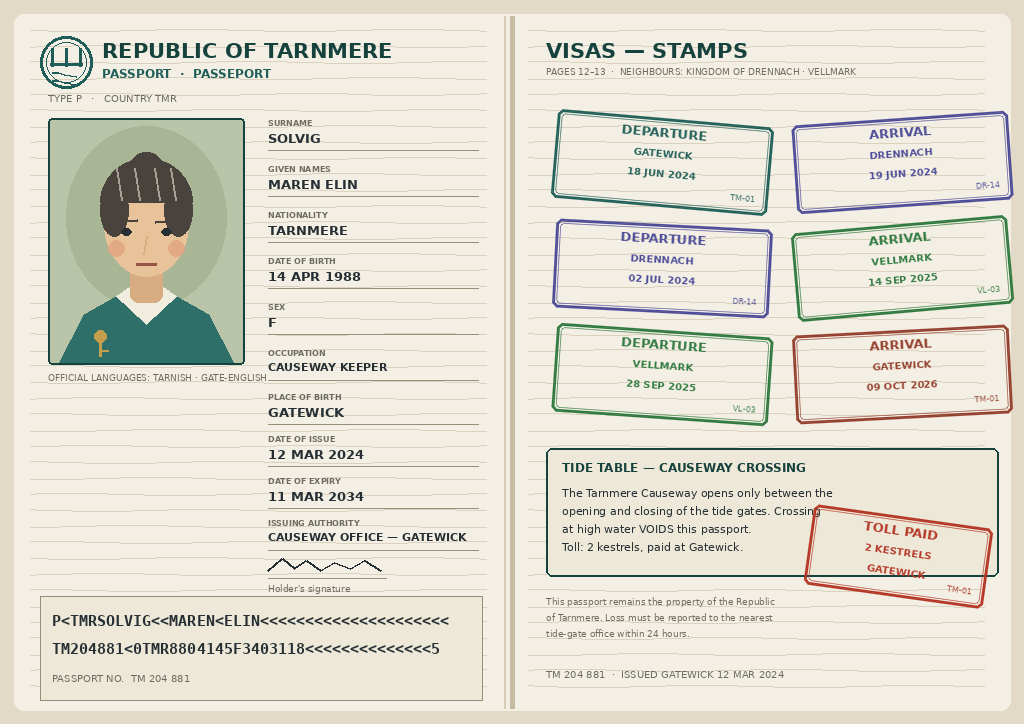 REPUBLIC OF TARNMERE
PASSPORT · PASSEPORT
TYPE P · COUNTRY TMR
SURNAME
SOLVIG
GIVEN NAMES
MAREN ELIN
NATIONALITY
TARNMERE
DATE OF BIRTH
14 APR 1988
SEX
F
OCCUPATION
CAUSEWAY KEEPER
OFFICIAL LANGUAGES: TARNISH · GATE-ENGLISH
PLACE OF BIRTH
GATEWICK
DATE OF ISSUE
12 MAR 2024
DATE OF EXPIRY
11 MAR 2034
ISSUING AUTHORITY
CAUSEWAY OFFICE — GATEWICK
Holder's signature
P<TMRSOLVIG<<MAREN<ELIN<<<<<<<<<<<<<<<<<<<<<
TM204881<0TMR8804145F3403118<<<<<<<<<<<<<<5
PASSPORT NO. TM 204 881
VISAS — STAMPS
PAGES 12–13 · NEIGHBOURS: KINGDOM OF DRENNACH · VELLMARK
DEPARTURE
GATEWICK
18 JUN 2024
TM-01
ARRIVAL
DRENNACH
19 JUN 2024
DR-14
DEPARTURE
DRENNACH
02 JUL 2024
DR-14
ARRIVAL
VELLMARK
14 SEP 2025
VL-03
DEPARTURE
VELLMARK
28 SEP 2025
VL-03
ARRIVAL
GATEWICK
09 OCT 2026
TM-01
TIDE TABLE — CAUSEWAY CROSSING
The Tarnmere Causeway opens only between the
opening and closing of the tide gates. Crossing
at high water VOIDS this passport.
Toll: 2 kestrels, paid at Gatewick.
TOLL PAID
2 KESTRELS
GATEWICK
TM-01
This passport remains the property of the Republic
of Tarnmere. Loss must be reported to the nearest
tide-gate office within 24 hours.
TM 204 881 · ISSUED GATEWICK 12 MAR 2024